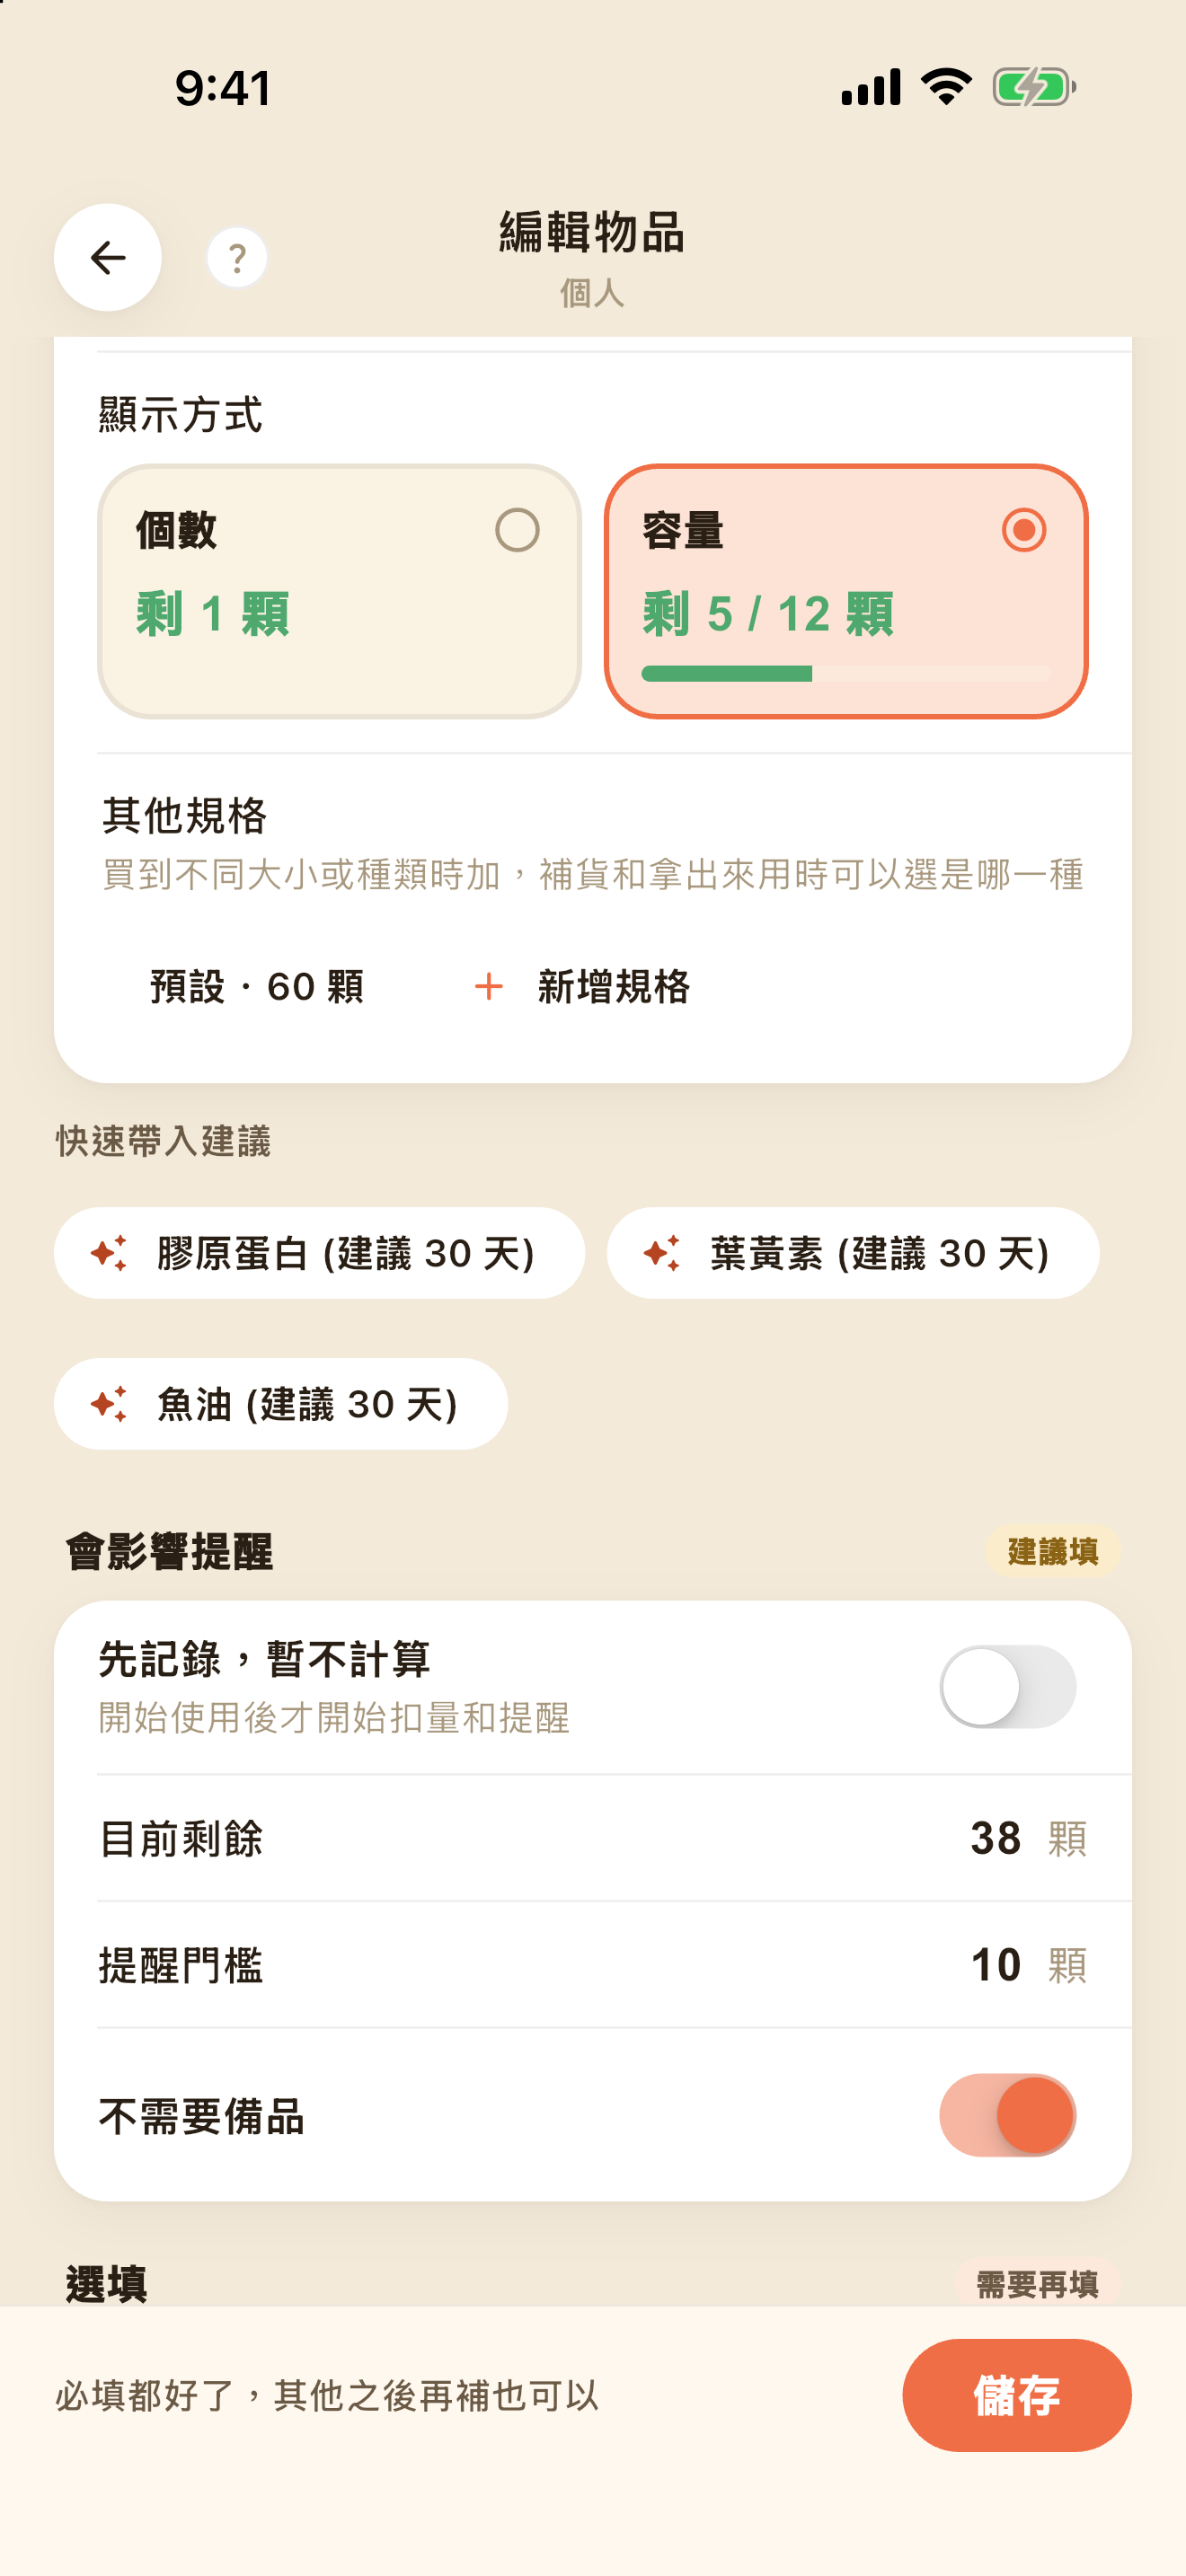 9:41
?
編輯物品
個人
顯示方式
個數
剩 1 顆
容量
剩 5 / 12 顆
其他規格
買到不同大小或種類時加，補貨和拿出來用時可以選是哪一種
預設 · 60 顆
+ 新增規格
快速帶入建議
膠原蛋白 (建議 30 天)
葉黃素 (建議 30 天)
魚油 (建議 30 天)
會影響提醒
建議填
先記錄，暫不計算
開始使用後才開始扣量和提醒
目前剩餘
38 顆
提醒門檻
10 顆
不需要備品
選填
需要再填
必填都好了，其他之後再補也可以
儲存